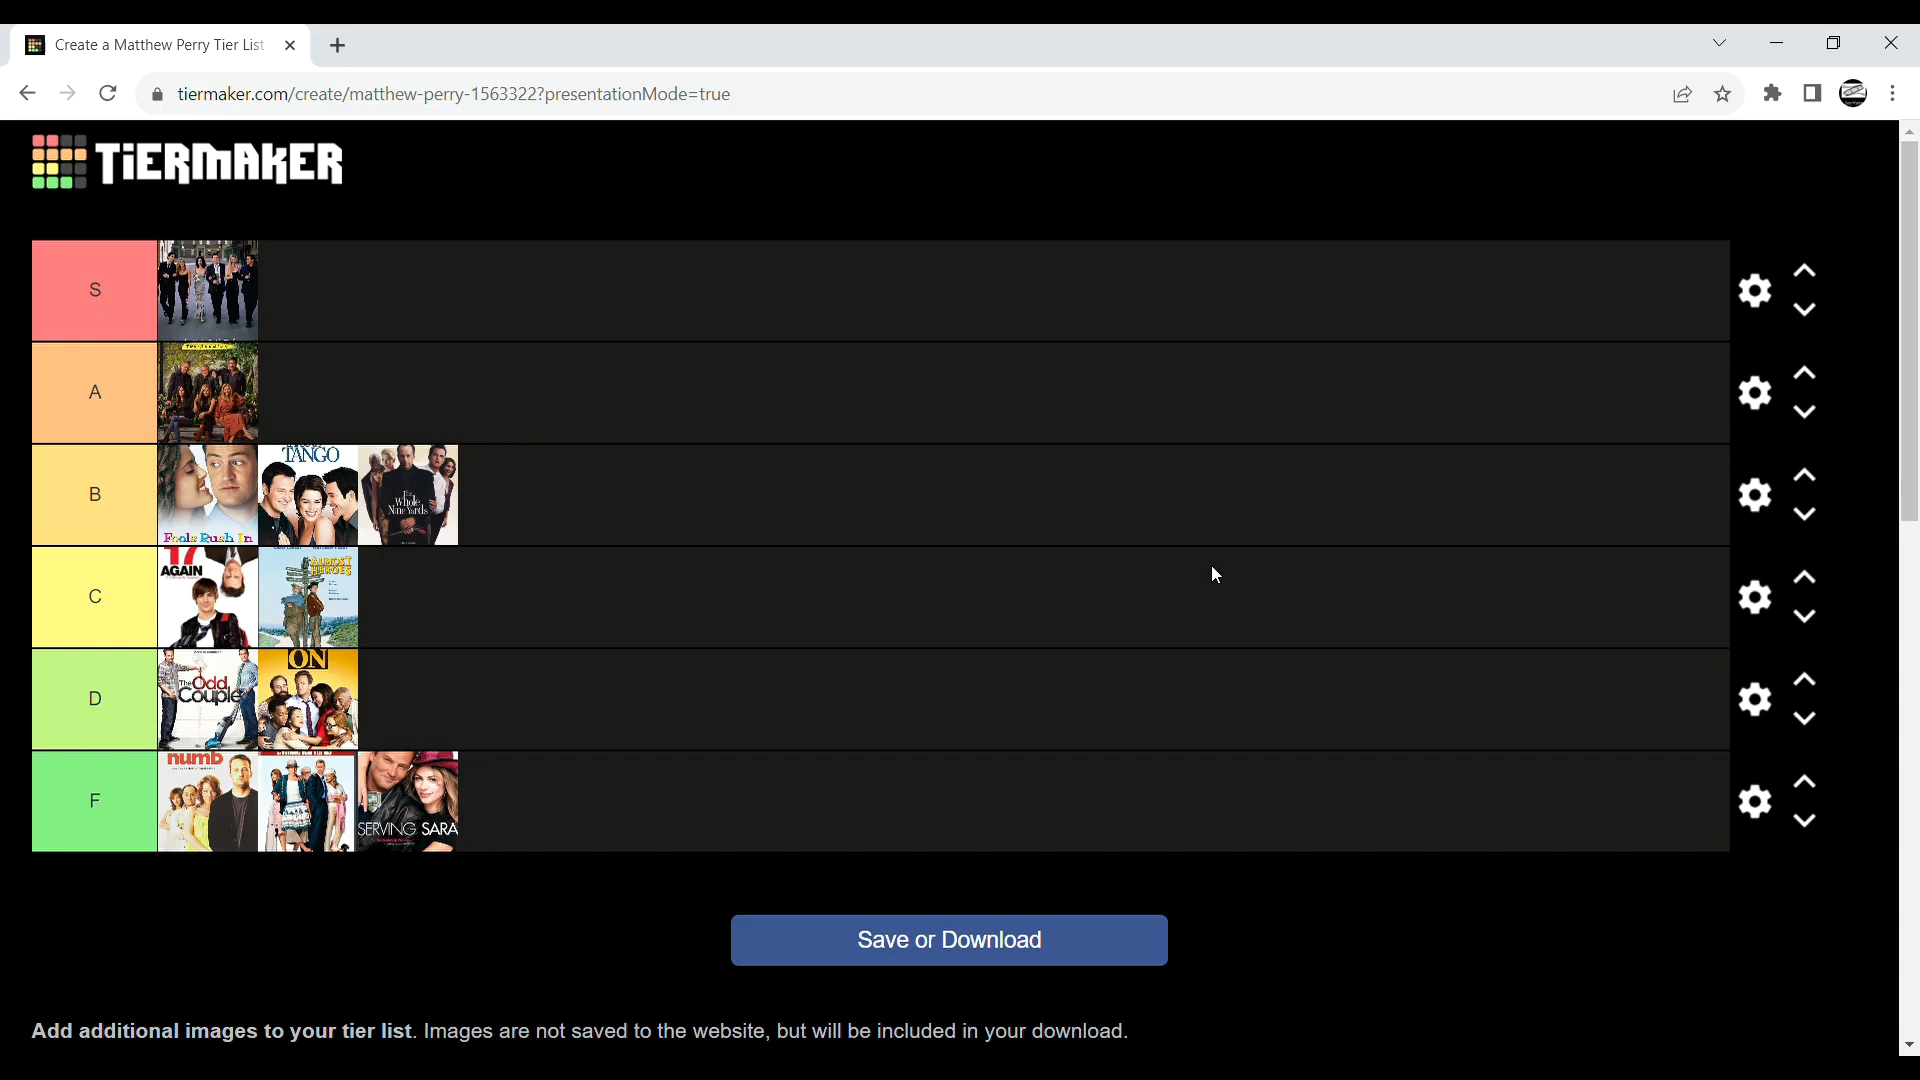 Create a Matthew Perry Tier List
tiermaker.com/create/matthew-perry-1563322?presentationMode=true
TiERMAKER
S
A
B
Fools Rush In
TANGO
The Whole
Nine Yards
C
17
AGAIN
ALMOST
HEROES
D
The Odd
Couple
ON
F
numb
SERVING SARA
Save or Download
Add additional images to your tier list. Images are not saved to the website, but will be included in your download.